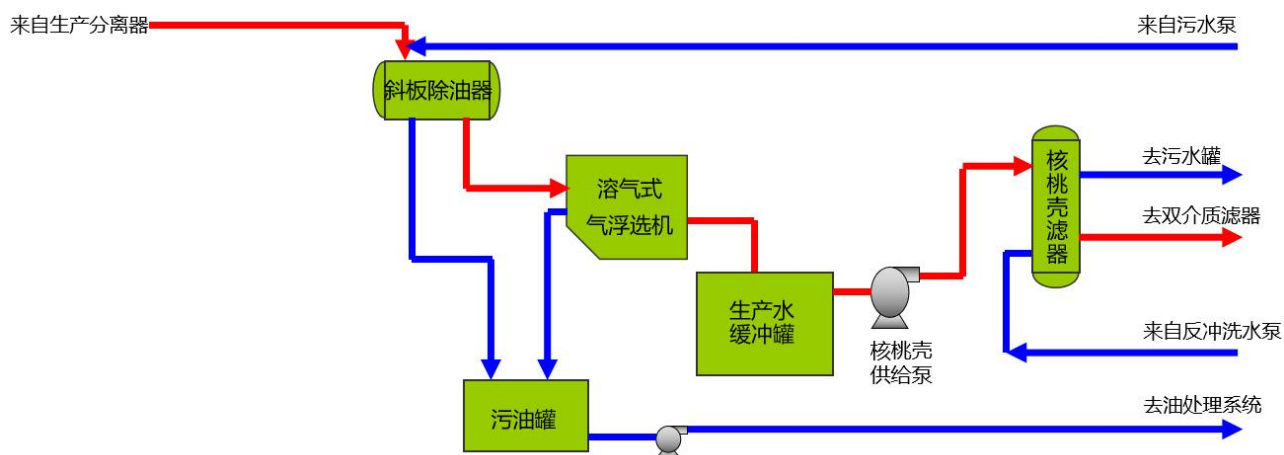 来自生产分离器
来自污水泵
斜板除油器
溶气式
气浮选机
核桃壳滤器
去污水罐
去双介质滤器
生产水
缓冲罐
核桃壳
供给泵
来自反冲洗水泵
污油罐
去油处理系统